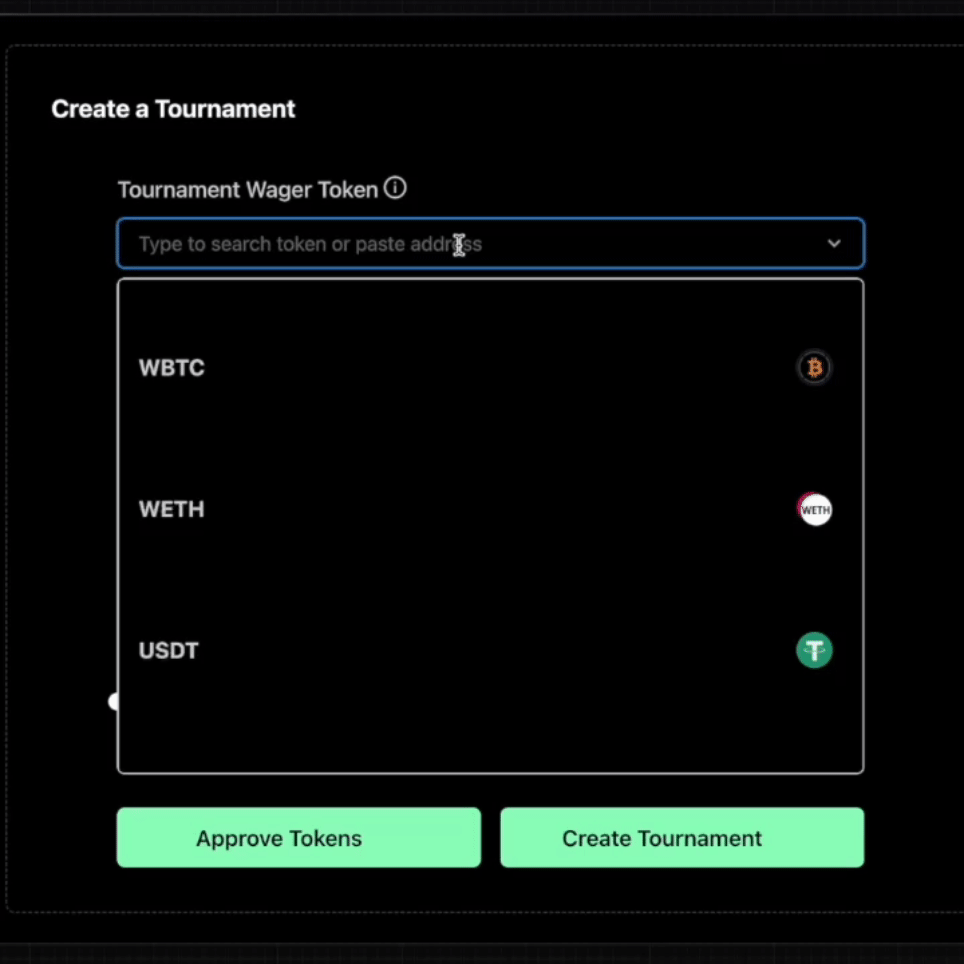 Create a Tournament
Tournament Wager Token
Type to search token or paste address
WBTC
WETH
WETH
USDT
Approve Tokens
Create Tournament